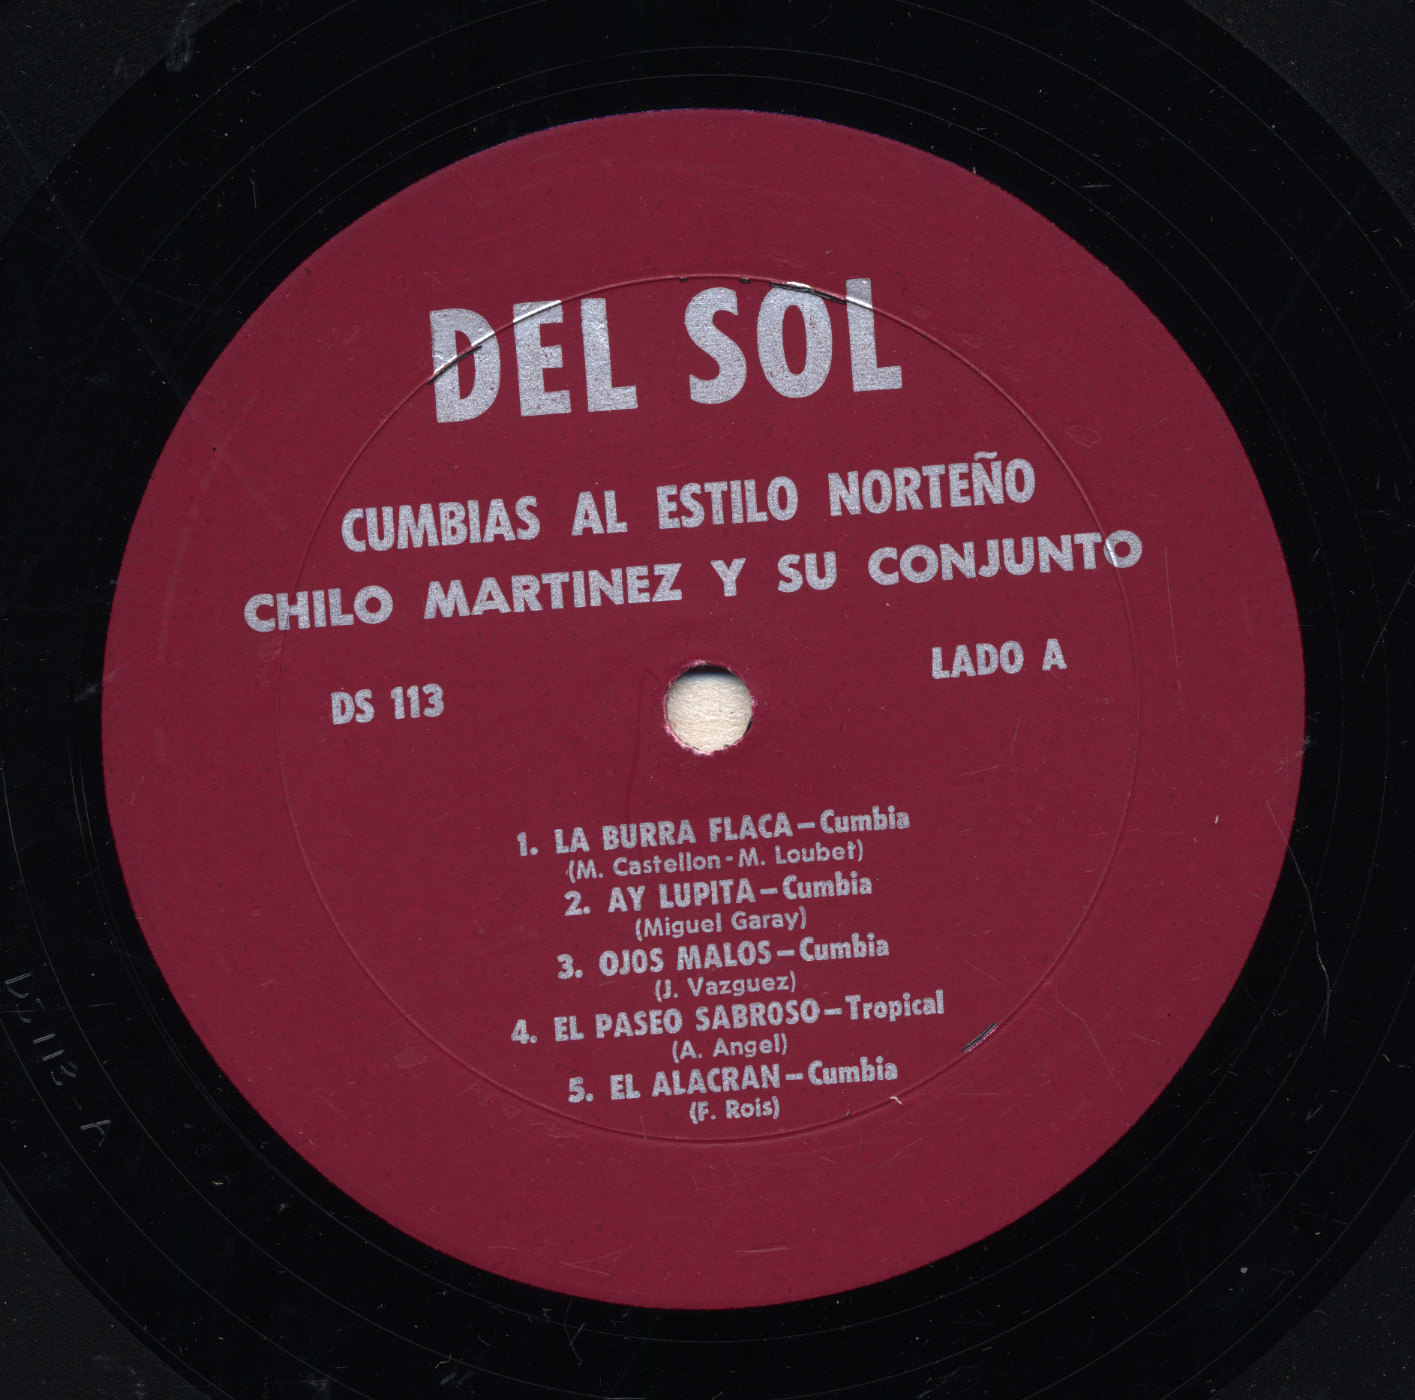 DEL SOL
CUMBIAS AL ESTILO NORTEÑO
CHILO MARTINEZ Y SU CONJUNTO
DS 113
LADO A
1. LA BURRA FLACA—Cumbia
(M. Castellon-M. Loubet)
2. AY LUPITA—Cumbia
(Miguel Garay)
3. OJOS MALOS—Cumbia
(J. Vazguez)
4. EL PASEO SABROSO—Tropical
(A. Angel)
5. EL ALACRAN—Cumbia
(F. Rois)